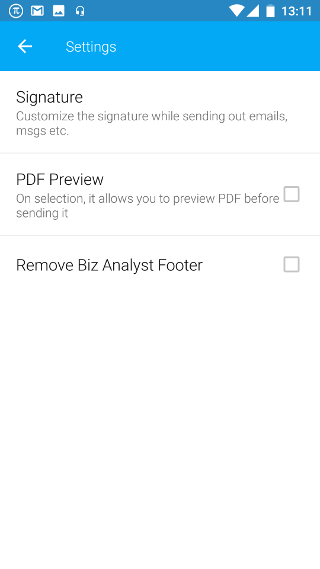 13:11
Settings
Signature
Customize the signature while sending out emails,
msgs etc.
PDF Preview
On selection, it allows you to preview PDF before
sending it
Remove Biz Analyst Footer